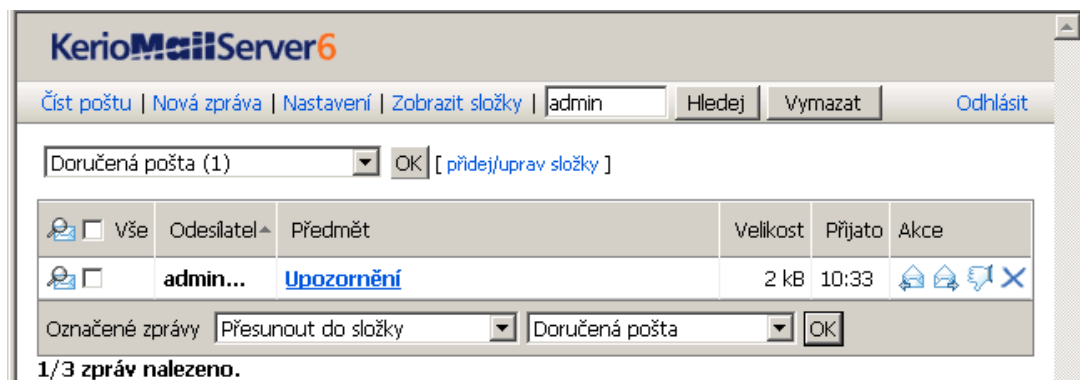 KerioMailServer6
Číst poštu | Nová zpráva | Nastavení | Zobrazit složky | admin Hledej Vymazat Odhlásit
Doručená pošta (1) OK [ přidej/uprav složky ]
Vše Odesílatel Předmět Velikost Přijato Akce
admin... Upozornění 2 kB 10:33
Označené zprávy Přesunout do složky Doručená pošta OK
1/3 zpráv nalezeno.